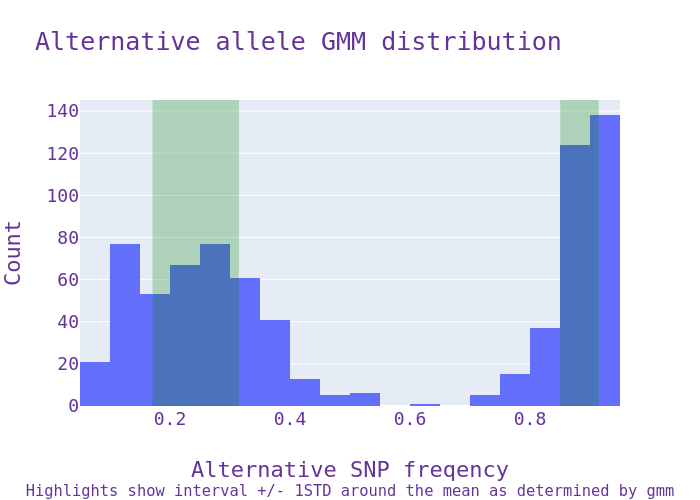 Alternative allele GMM distribution
140
120
100
80
60
40
20
0
Count
0.2 0.4 0.6 0.8
Alternative SNP freqency
Highlights show interval +/- 1STD around the mean as determined by gmm